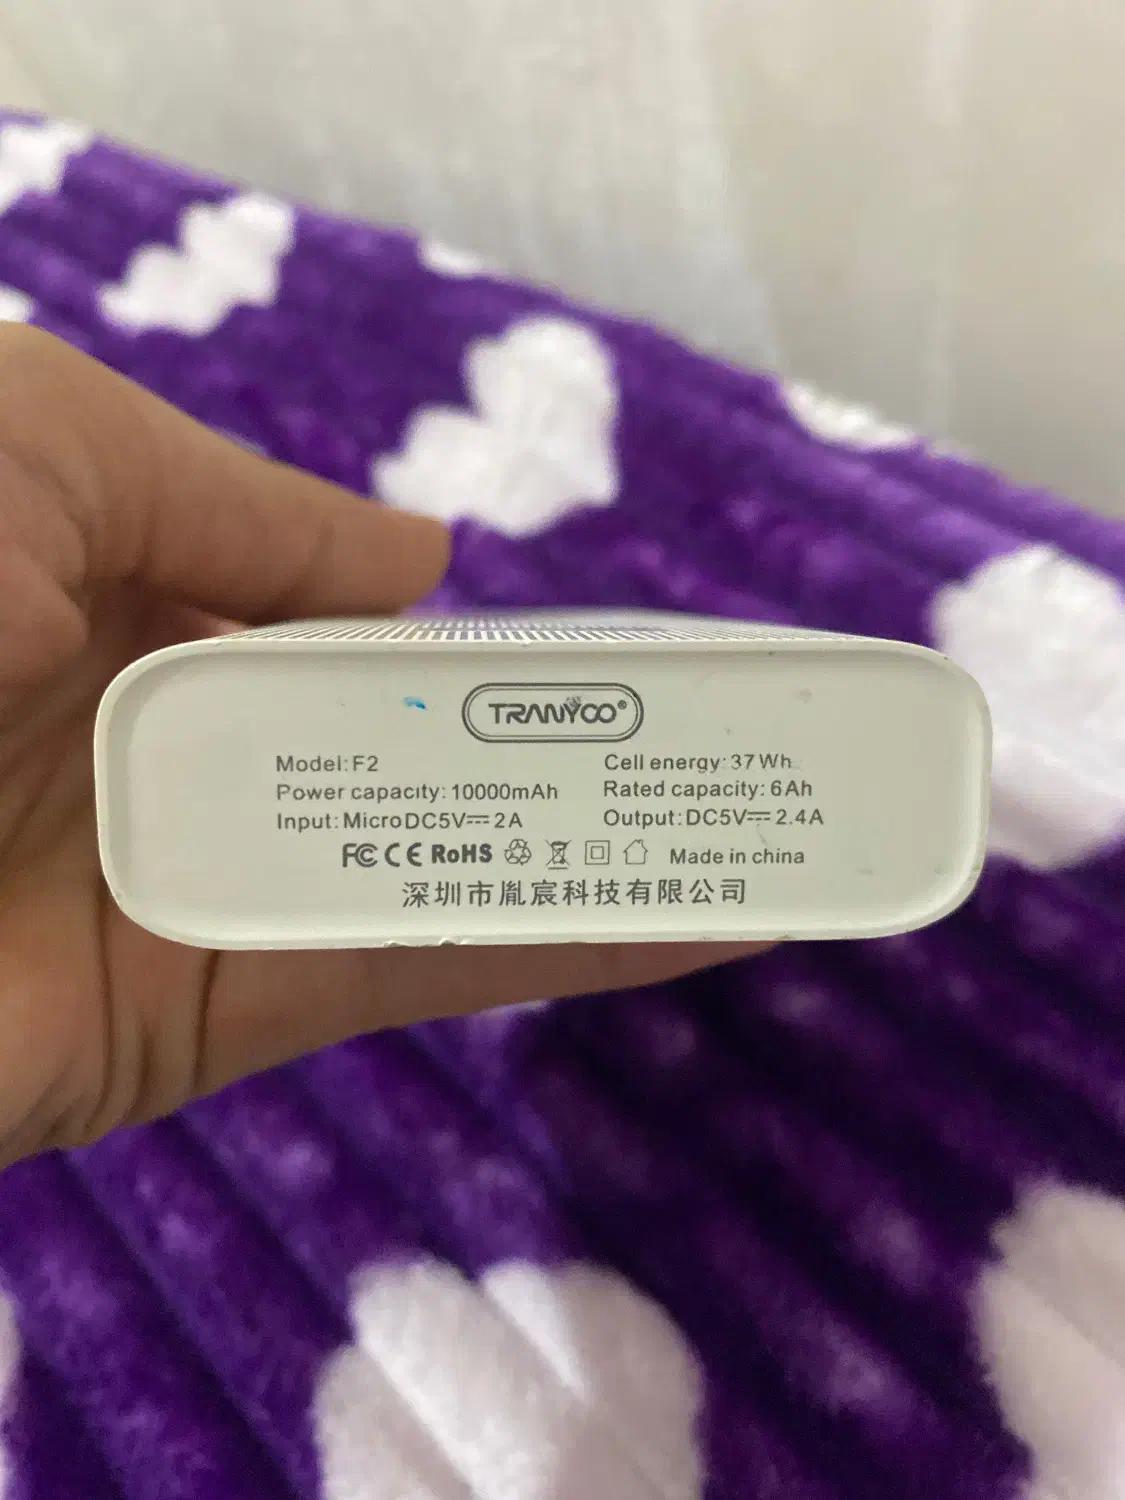 TRANYOO®
Model:F2
Cell energy:37Wh
Power capacity:10000mAh
Rated capacity:6Ah
Input:MicroDC5V⎓2A
Output:DC5V⎓2.4A
FC CE RoHS Made in china
深圳市胤宸科技有限公司